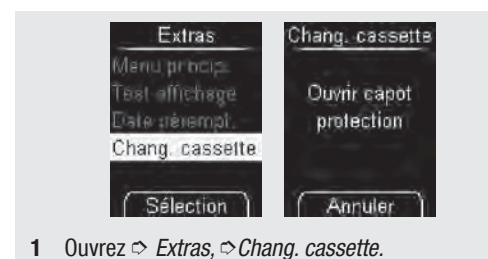 Extras
Menu princip.
Test affichage
Date pérempt.
Chang. cassette
Sélection
Chang. cassette
Ouvrir capot
protection
Annuler
1 Ouvrez ➩ Extras, ➩ Chang. cassette.